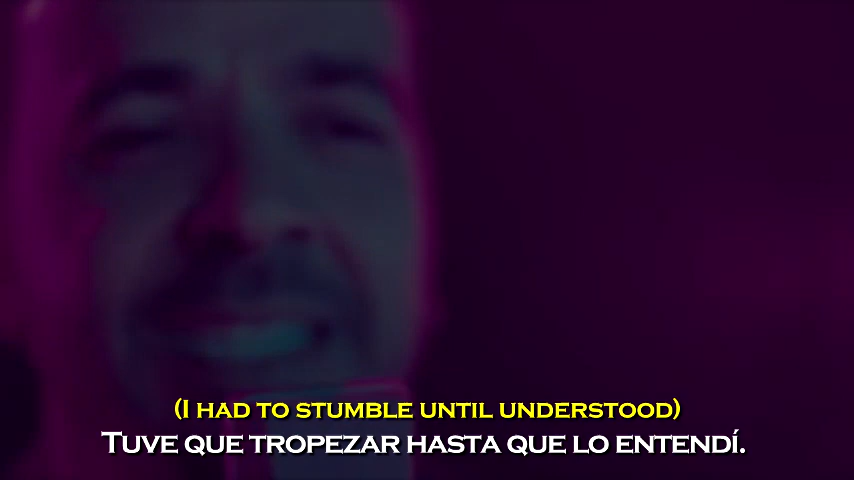 (I HAD TO STUMBLE UNTIL UNDERSTOOD)
TUVE QUE TROPEZAR HASTA QUE LO ENTENDÍ.